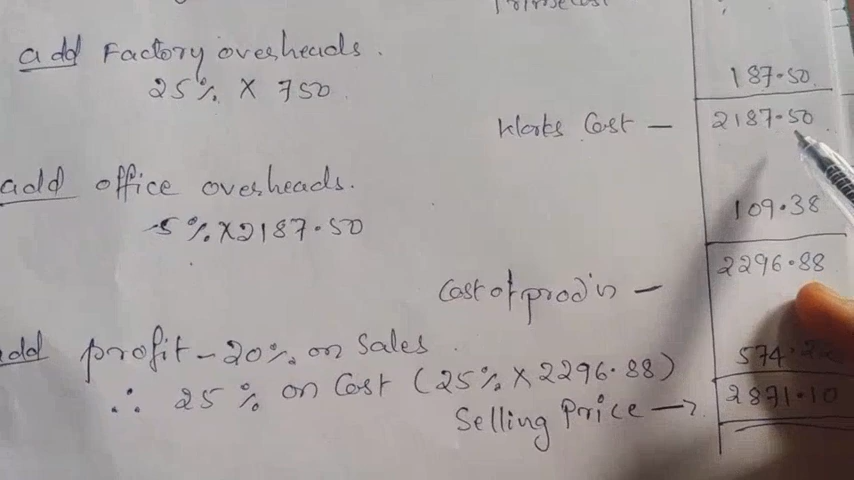 add Factory overheads.
25% X 750
187.50
Works Cost — 2187.50
add office overheads.
5% X 2187.50
109.38
Cost of prod'n — 2296.88
add profit - 20% on Sales
∴ 25% on Cost (25% X 2296.88) 574.22
Selling Price → 2871.10